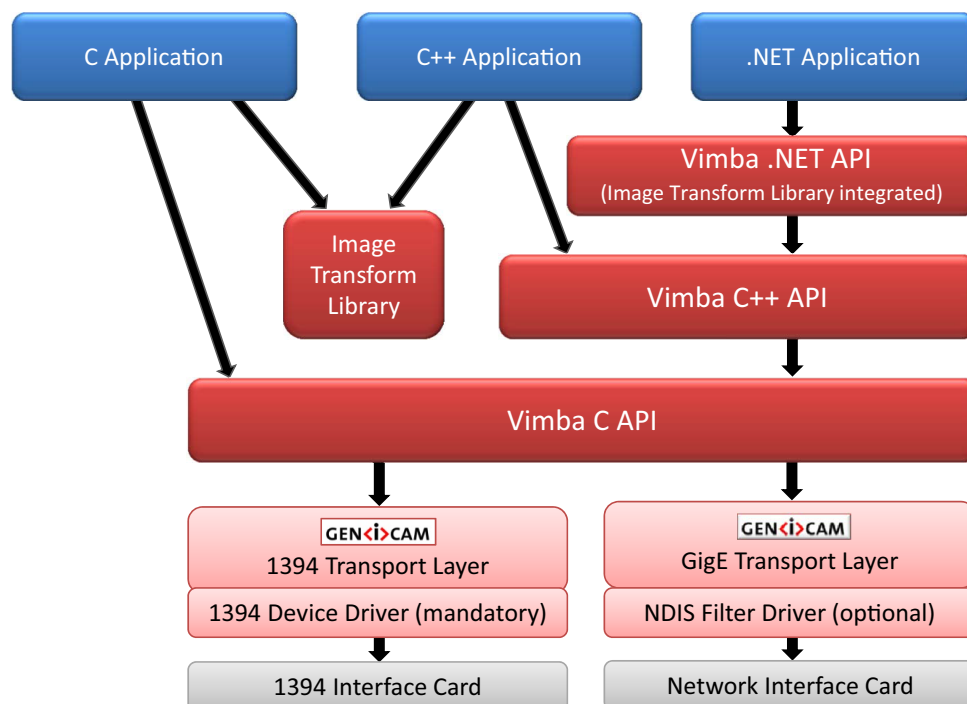 C Application
C++ Application
.NET Application
Vimba .NET API
(Image Transform Library integrated)
Image
Transform
Library
Vimba C++ API
Vimba C API
GEN<i>CAM
1394 Transport Layer
1394 Device Driver (mandatory)
1394 Interface Card
GEN<i>CAM
GigE Transport Layer
NDIS Filter Driver (optional)
Network Interface Card